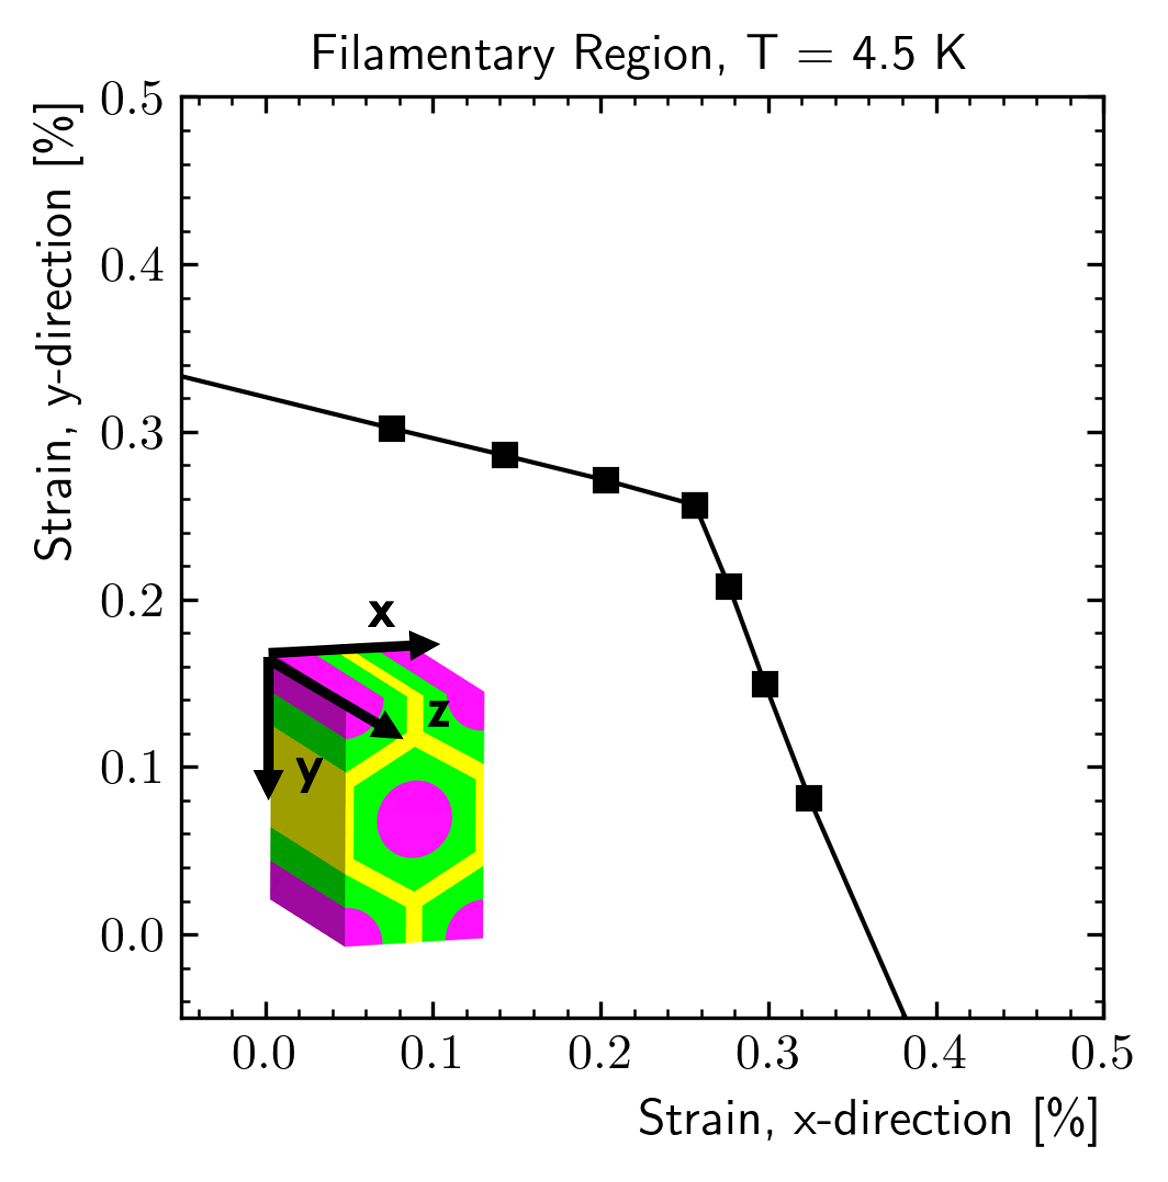 Filamentary Region, T = 4.5 K
Strain, y-direction [%]
0.5
0.4
0.3
0.2
0.1
0.0
x
z
y
0.0 0.1 0.2 0.3 0.4 0.5
Strain, x-direction [%]